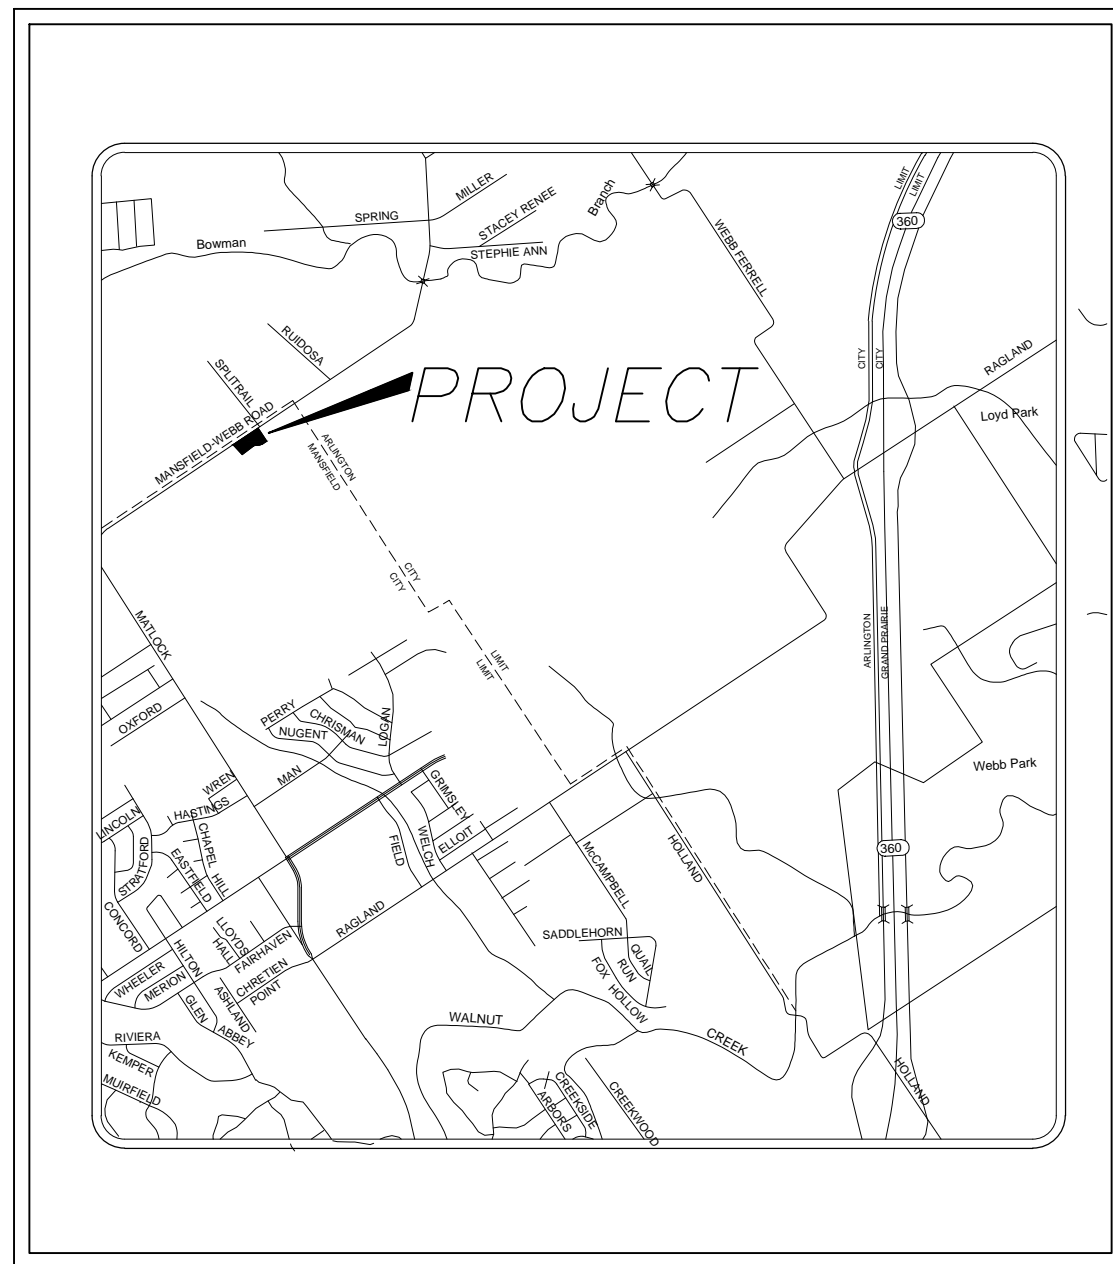 LIMIT
LIMIT
360
MILLER
SPRING
STACEY RENEE
Branch
Bowman
STEPHIE ANN
WEBB FERRELL
RUIDOSA
SPLITRAIL
CITY
CITY
RAGLAND
PROJECT
Loyd Park
MANSFIELD-WEBB ROAD
ARLINGTON
MANSFIELD
CITY
CITY
MATLOCK
ARLINGTON
GRAND PRAIRIE
LIMIT
LIMIT
OXFORD
PERRY
CHRISMAN
NUGENT
LOGAN
Webb Park
WREN
MAN
GRIMSLEY
HASTINGS
LINCOLN
CHAPEL
HILL
STRATFORD
EASTFIELD
FIELD
WELCH
ELLOIT
HOLLAND
360
McCAMPBELL
CONCORD
RAGLAND
LLOYDS
HALL
FAIRHAVEN
SADDLEHORN
QUAIL
RUN
FOX
HOLLOW
HILTON
WHEELER
MERION
CHRETIEN
POINT
ASHLAND
GLEN
ABBEY
WALNUT
CREEK
RIVIERA
KEMPER
MUIRFIELD
CREEKSIDE
ARBORS
CREEKWOOD
HOLLAND